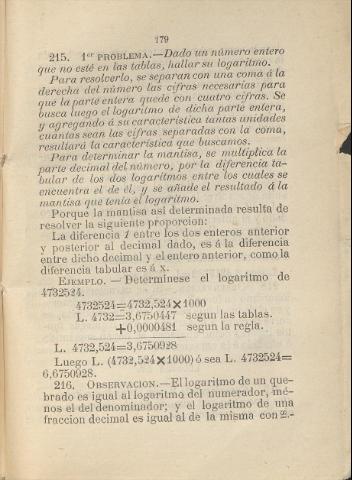 179
215. 1er PROBLEMA.—Dado un número entero
que no esté en las tablas, hallar su logaritmo.
Para resolverlo, se separan con una coma á la
derecha del número las cifras necesarias para
que la parte entera quede con cuatro cifras. Se
busca luego el logaritmo de dicha parte entera,
y agregando á su característica tantas unidades
cuantas sean las cifras separadas con la coma,
resultará la característica que buscamos.
Para determinar la mantisa, se multiplica la
parte decimal del número, por la diferencia ta-
bular de los dos logaritmos entre los cuales se
encuentra el de él, y se añade el resultado á la
mantisa que tenía el logaritmo.
Porque la mantisa así determinada resulta de
resolver la siguiente proporcion:
La diferencia 1 entre los dos enteros anterior
y posterior al decimal dado, es á la diferencia
entre dicho decimal y el entero anterior, como la
diferencia tabular es á x.
EJEMPLO. — Determínese el logaritmo de
4732524.
4732524=4732,524×1000
L. 4732=3,6750447 segun las tablas.
+0,0000481 segun la regla.
L. 4732,524=3,6750928
Luego L. (4732,524×1000) ó sea L. 4732524=
6,6750928.
216. OBSERVACION.—El logaritmo de un que-
brado es igual al logaritmo del numerador, mé-
nos el del denominador; y el logaritmo de una
fraccion decimal es igual al de la misma con